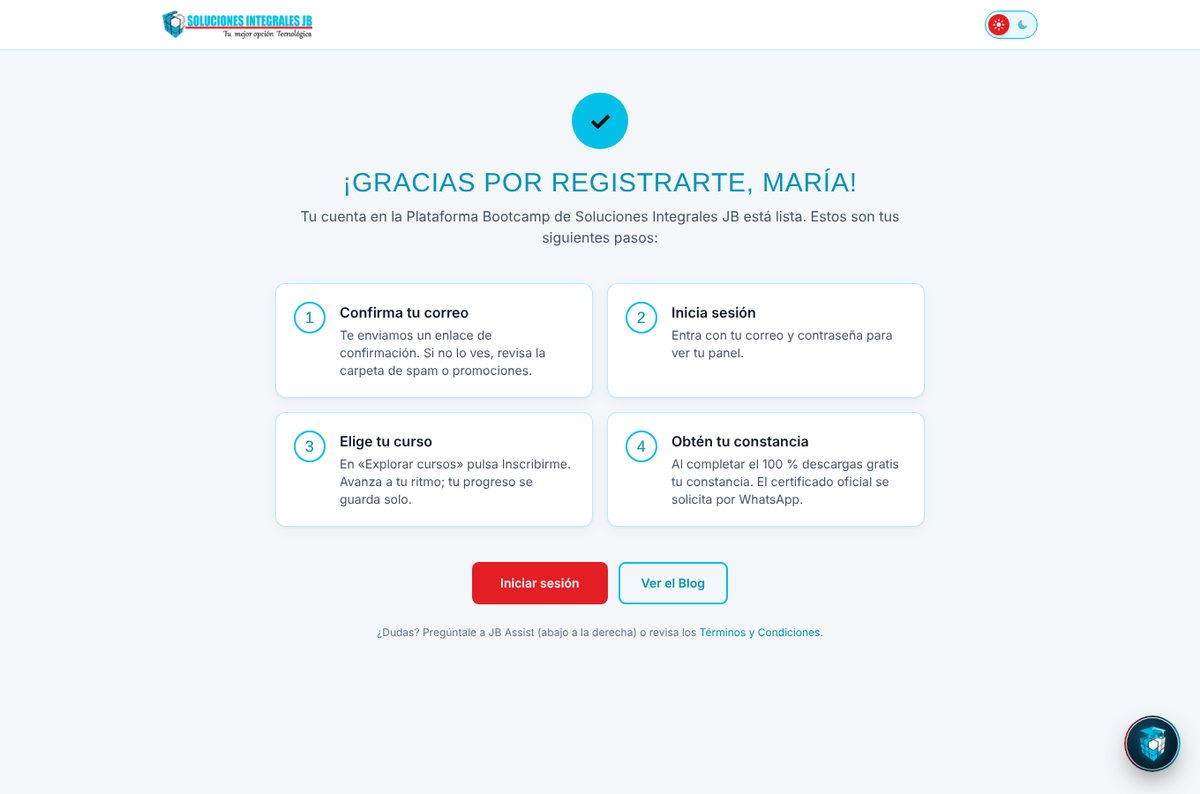 SOLUCIONES INTEGRALES JB
Tu mejor opción Tecnológica
¡GRACIAS POR REGISTRARTE, MARÍA!
Tu cuenta en la Plataforma Bootcamp de Soluciones Integrales JB está lista. Estos son tus
siguientes pasos:
1
Confirma tu correo
Te enviamos un enlace de
confirmación. Si no lo ves, revisa la
carpeta de spam o promociones.
2
Inicia sesión
Entra con tu correo y contraseña para
ver tu panel.
3
Elige tu curso
En «Explorar cursos» pulsa Inscribirme.
Avanza a tu ritmo; tu progreso se
guarda solo.
4
Obtén tu constancia
Al completar el 100 % descargas gratis
tu constancia. El certificado oficial se
solicita por WhatsApp.
Iniciar sesión
Ver el Blog
¿Dudas? Pregúntale a JB Assist (abajo a la derecha) o revisa los Términos y Condiciones.